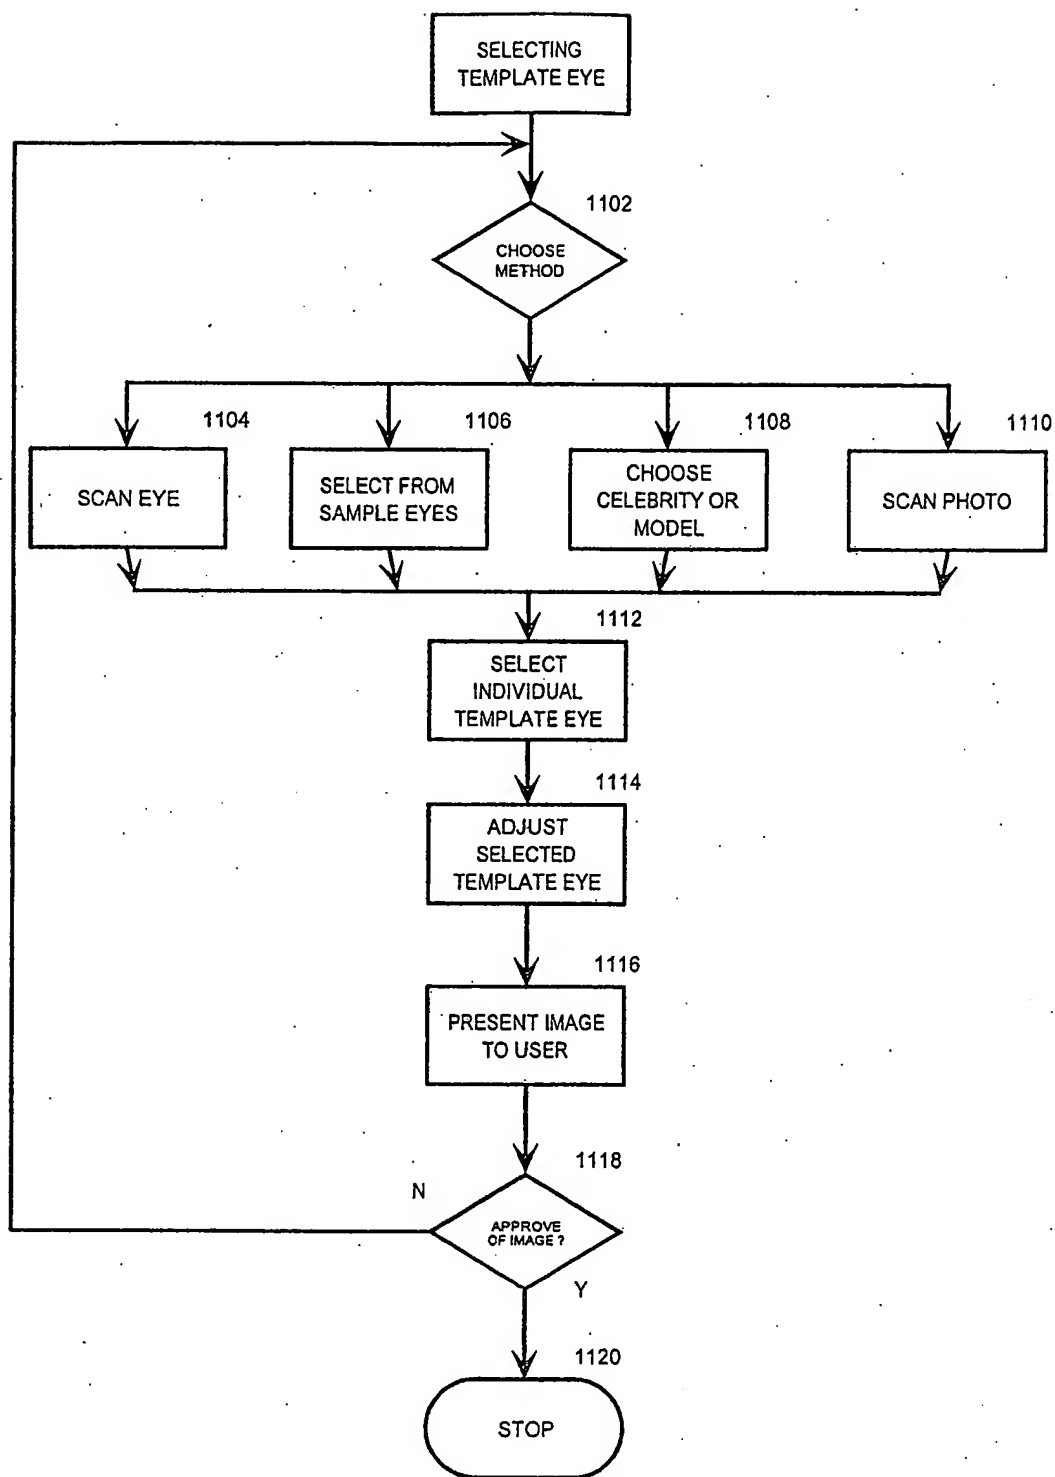 SELECTING
TEMPLATE EYE
1102
CHOOSE
METHOD
1104
1106
1108
1110
SCAN EYE
SELECT FROM
SAMPLE EYES
CHOOSE
CELEBRITY OR
MODEL
SCAN PHOTO
1112
SELECT
INDIVIDUAL
TEMPLATE EYE
1114
ADJUST
SELECTED
TEMPLATE EYE
1116
PRESENT IMAGE
TO USER
1118
N
APPROVE
OF IMAGE ?
Y
1120
STOP